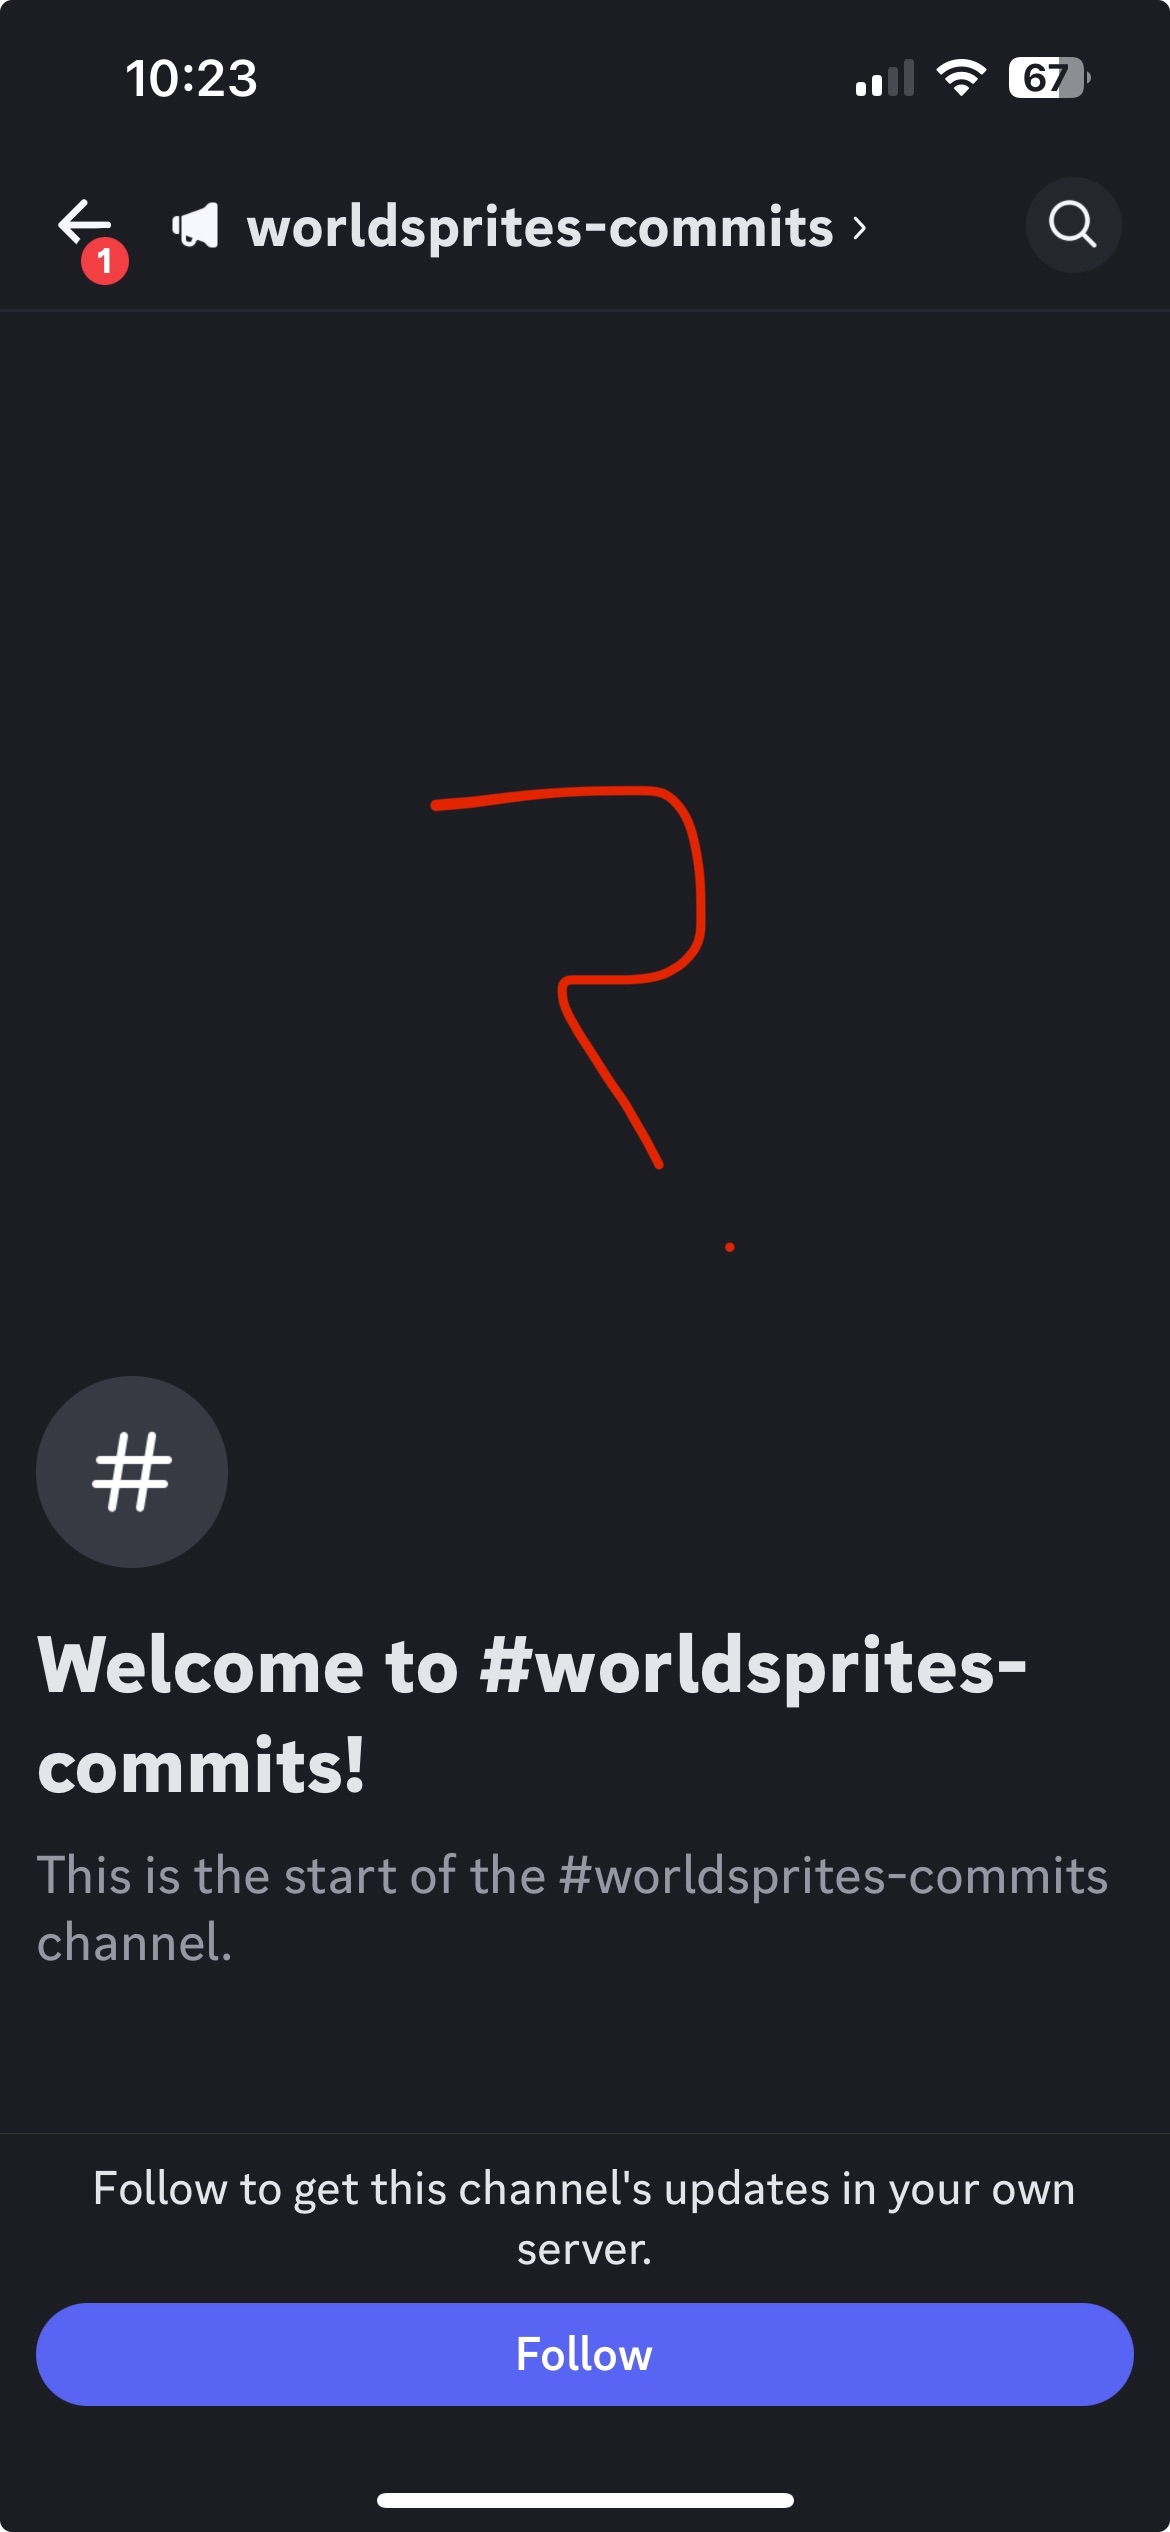 10:23
67
1
worldsprites-commits
?
#
Welcome to #worldsprites-
commits!
This is the start of the #worldsprites-commits
channel.
Follow to get this channel's updates in your own
server.
Follow